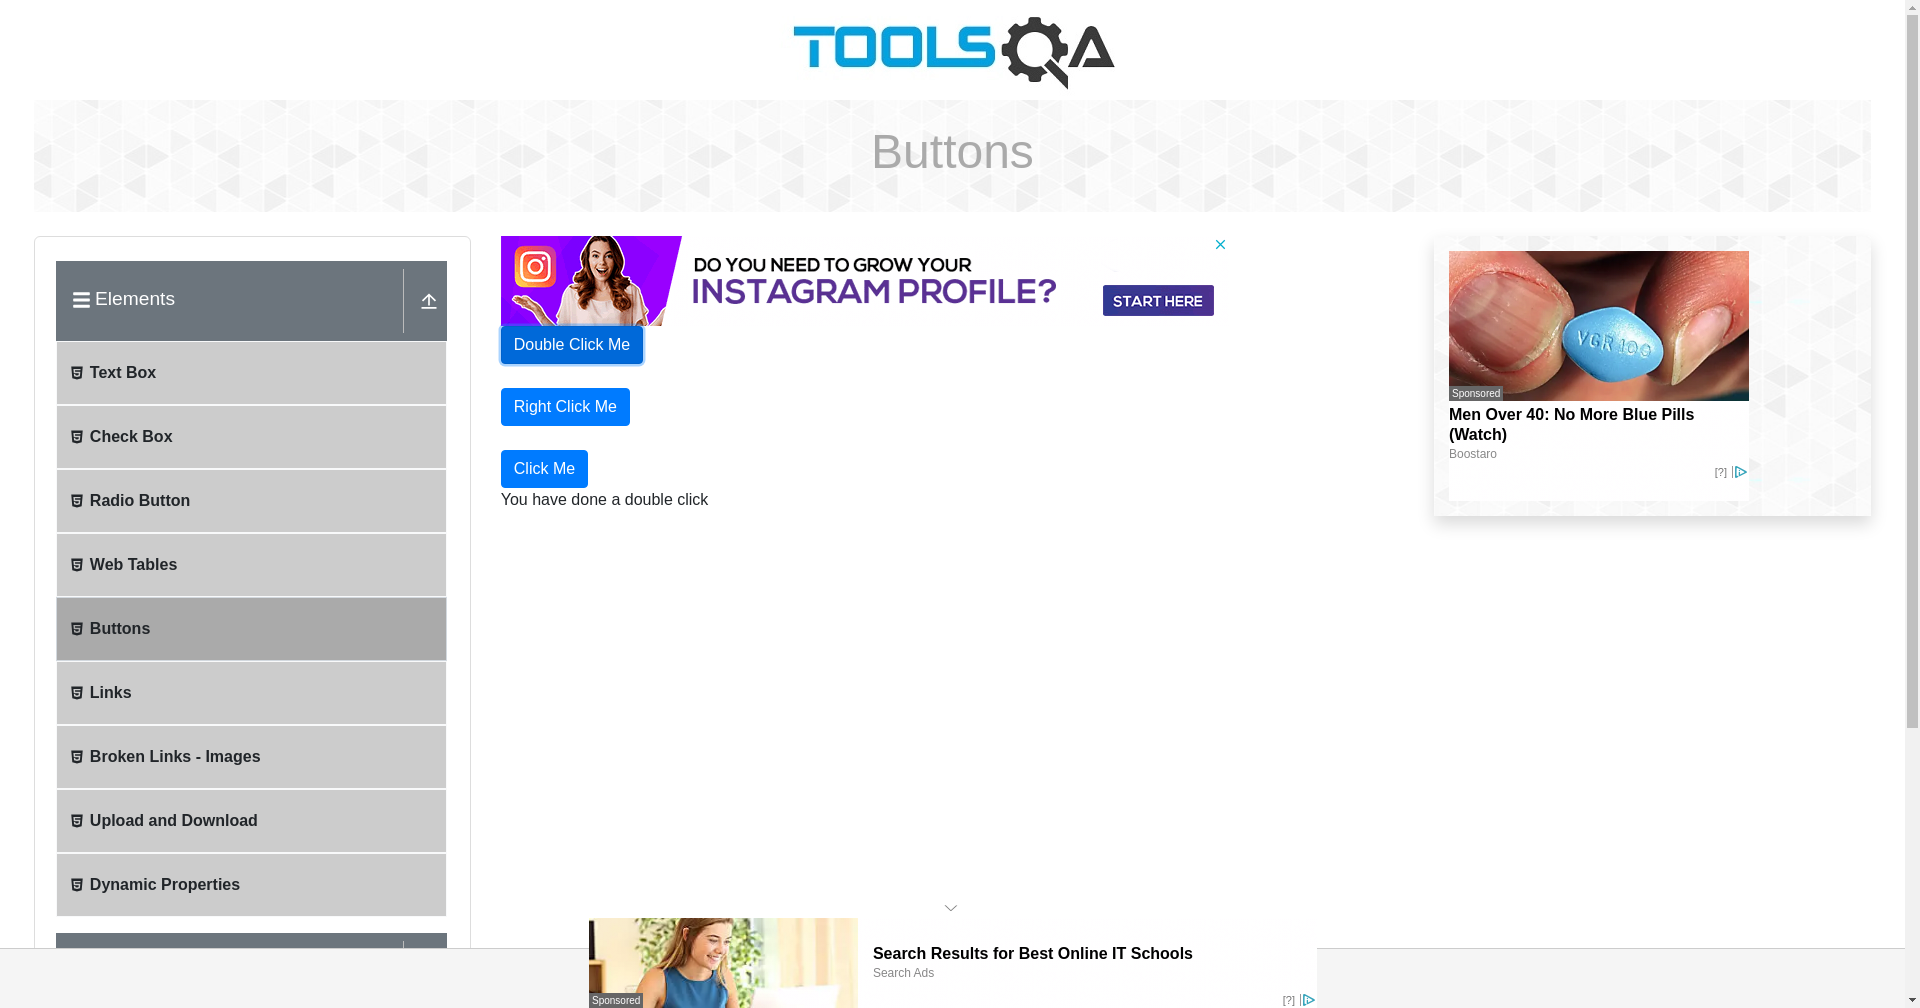 TOOLSQA
Buttons
Elements
Text Box
Check Box
Radio Button
Web Tables
Buttons
Links
Broken Links - Images
Upload and Download
Dynamic Properties
DO YOU NEED TO GROW YOUR
INSTAGRAM PROFILE?
START HERE
Double Click Me
Right Click Me
Click Me
You have done a double click
VGR 100
Sponsored
Men Over 40: No More Blue Pills
(Watch)
Boostaro
[?]
Search Results for Best Online IT Schools
Search Ads
Sponsored
[?]